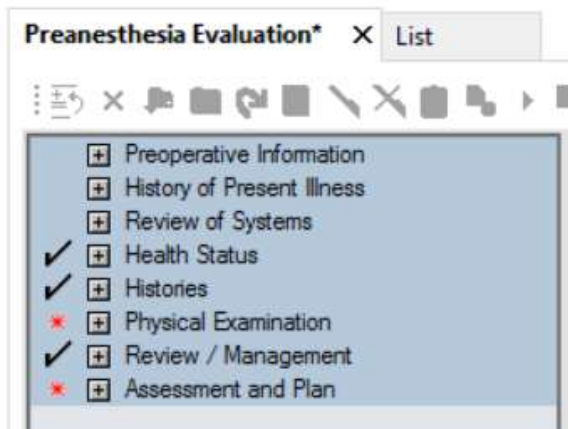 Preanesthesia Evaluation* X List
Preoperative Information
History of Present Illness
Review of Systems
Health Status
Histories
Physical Examination
Review / Management
Assessment and Plan